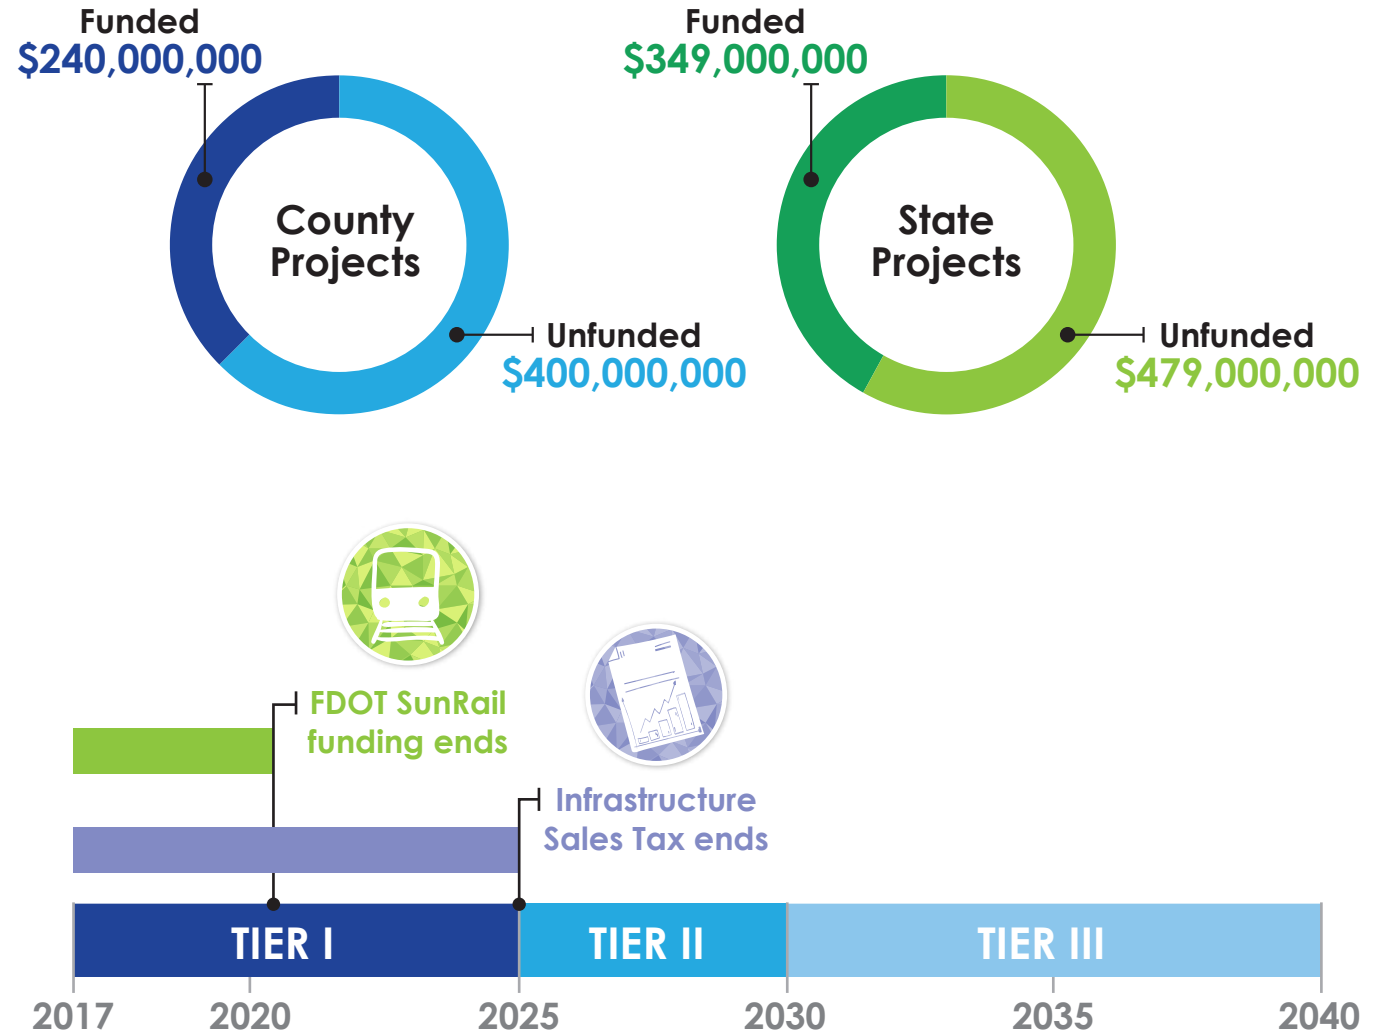 Funded
$240,000,000
County
Projects
Unfunded
$400,000,000
Funded
$349,000,000
State
Projects
Unfunded
$479,000,000
FDOT SunRail
funding ends
Infrastructure
Sales Tax ends
TIER I
TIER II
TIER III
2017
2020
2025
2030
2035
2040